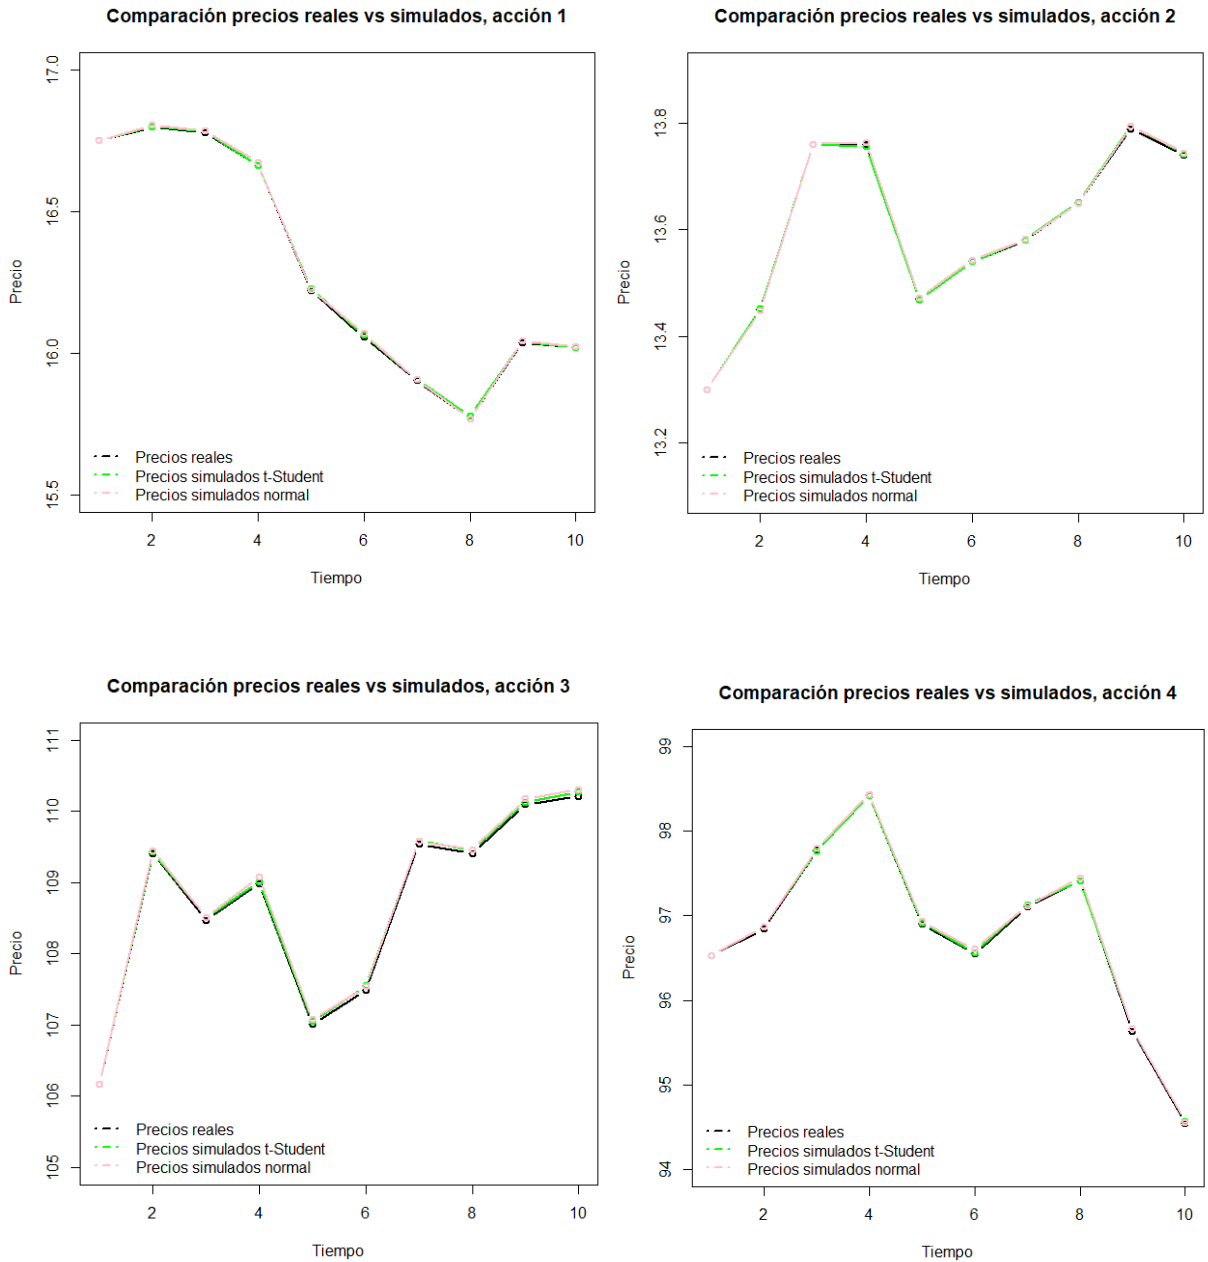 Comparación precios reales vs simulados, acción 1
Precio
17.0
16.5
16.0
15.5
Precios reales
Precios simulados t-Student
Precios simulados normal
2 4 6 8 10
Tiempo
Comparación precios reales vs simulados, acción 2
Precio
13.8
13.6
13.4
13.2
Precios reales
Precios simulados t-Student
Precios simulados normal
2 4 6 8 10
Tiempo
Comparación precios reales vs simulados, acción 3
Precio
111
110
109
108
107
106
105
Precios reales
Precios simulados t-Student
Precios simulados normal
2 4 6 8 10
Tiempo
Comparación precios reales vs simulados, acción 4
Precio
99
98
97
96
95
94
Precios reales
Precios simulados t-Student
Precios simulados normal
2 4 6 8 10
Tiempo